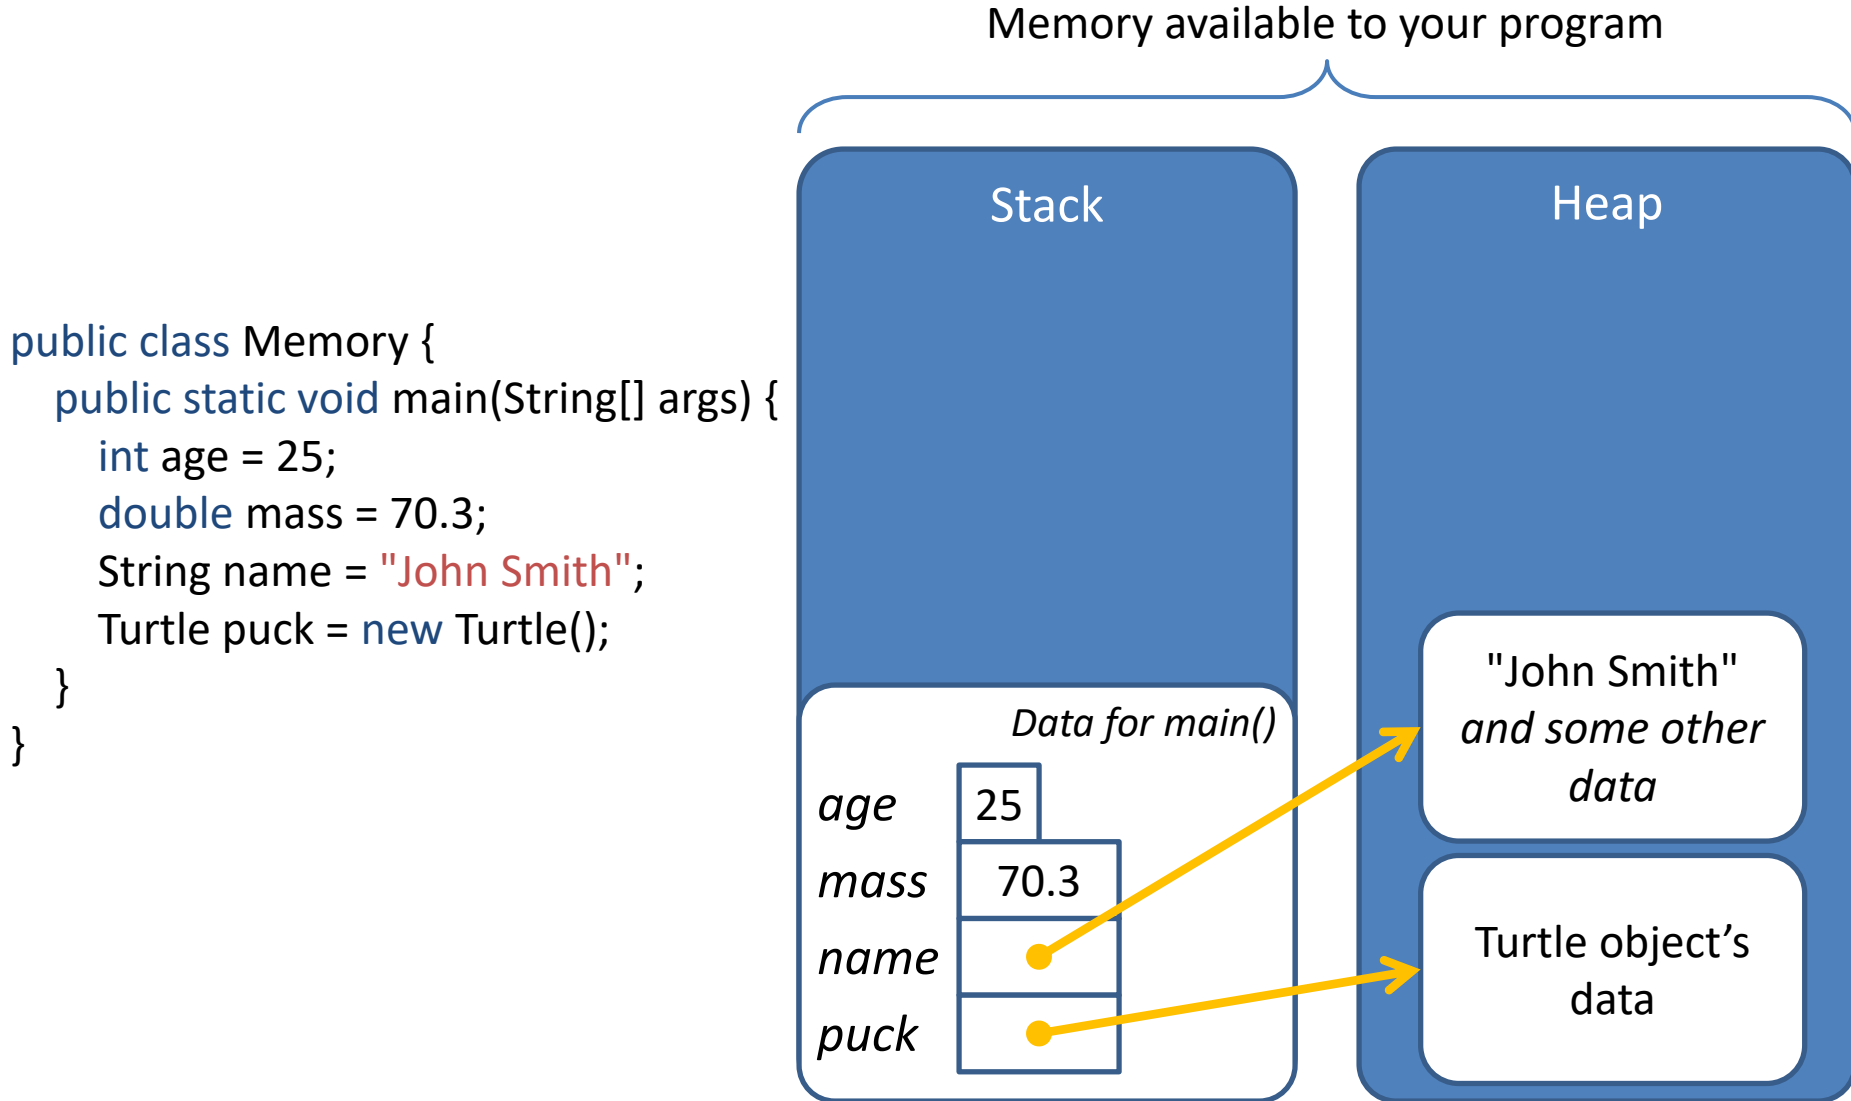 Memory available to your program
public class Memory {
public static void main(String[] args) {
int age = 25;
double mass = 70.3;
String name = "John Smith";
Turtle puck = new Turtle();
}
}
Stack
Data for main()
age 25
mass 70.3
name
puck
Heap
"John Smith"
and some other
data
Turtle object’s
data